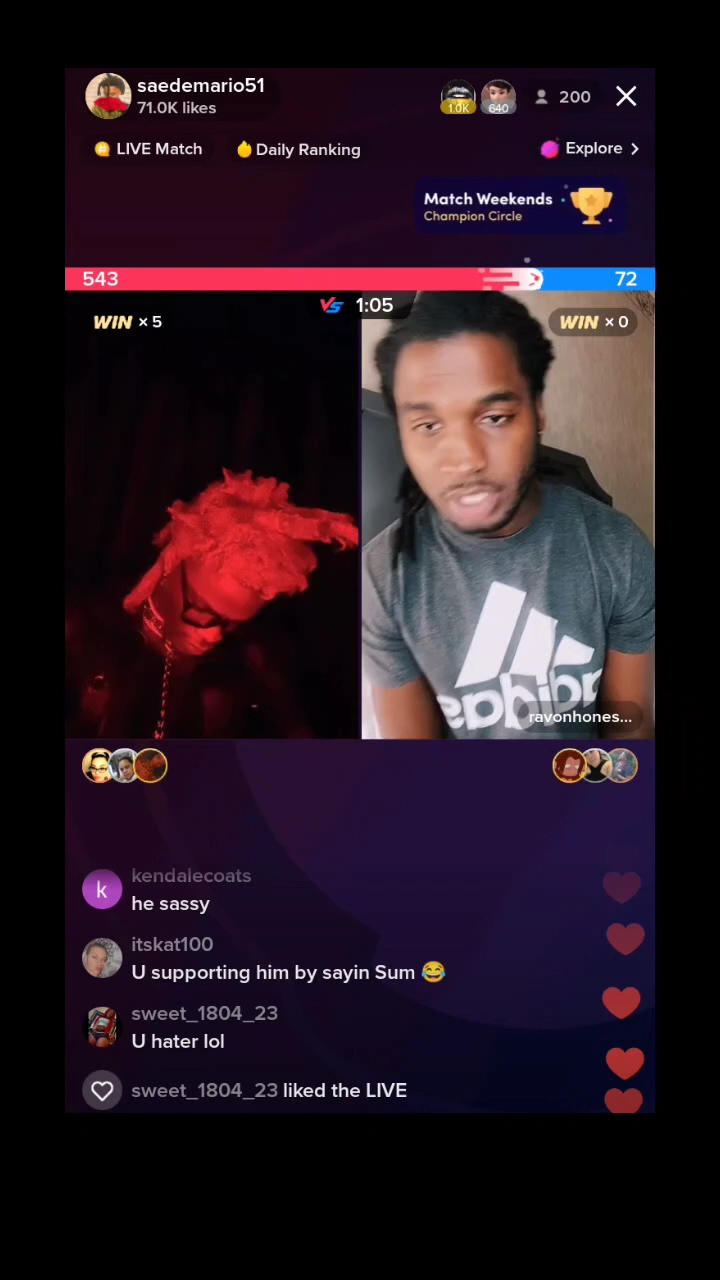 saedemario51
71.0K likes
1.0K
640
200
LIVE Match
Daily Ranking
Explore
Match Weekends
Champion Circle
543
72
VS 1:05
WIN × 5
WIN × 0
adidas
ravonhones...
kendalecoats
k
he sassy
itskat100
U supporting him by sayin Sum 😂
sweet_1804_23
U hater lol
sweet_1804_23 liked the LIVE